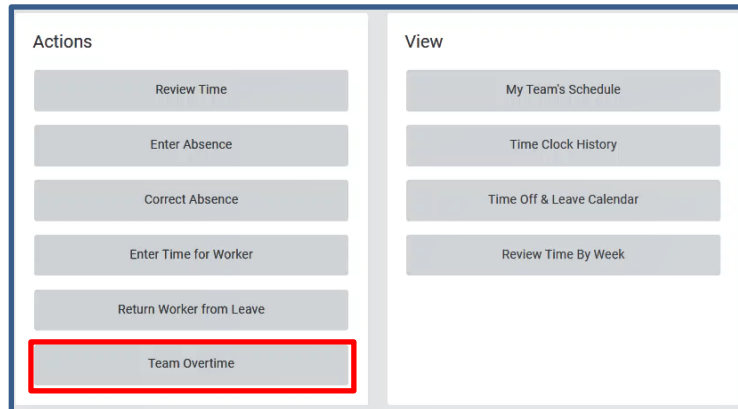 Actions
Review Time
Enter Absence
Correct Absence
Enter Time for Worker
Return Worker from Leave
Team Overtime
View
My Team's Schedule
Time Clock History
Time Off & Leave Calendar
Review Time By Week